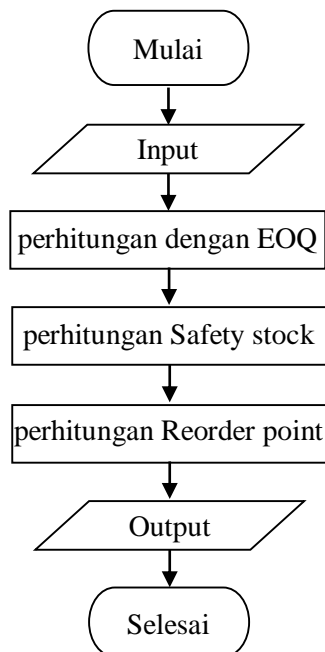 Mulai
Input
perhitungan dengan EOQ
perhitungan Safety stock
perhitungan Reorder point
Output
Selesai